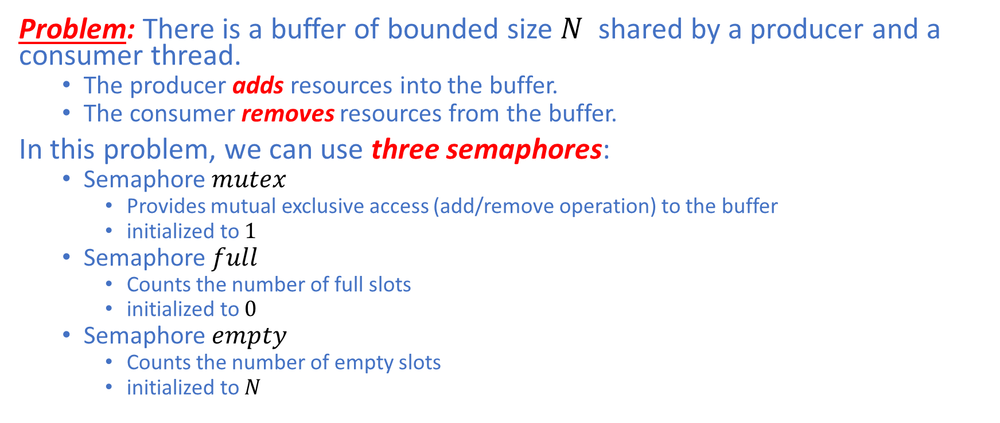 Problem: There is a buffer of bounded size N shared by a producer and a
consumer thread.
• The producer adds resources into the buffer.
• The consumer removes resources from the buffer.
In this problem, we can use three semaphores:
• Semaphore mutex
• Provides mutual exclusive access (add/remove operation) to the buffer
• initialized to 1
• Semaphore full
• Counts the number of full slots
• initialized to 0
• Semaphore empty
• Counts the number of empty slots
• initialized to N